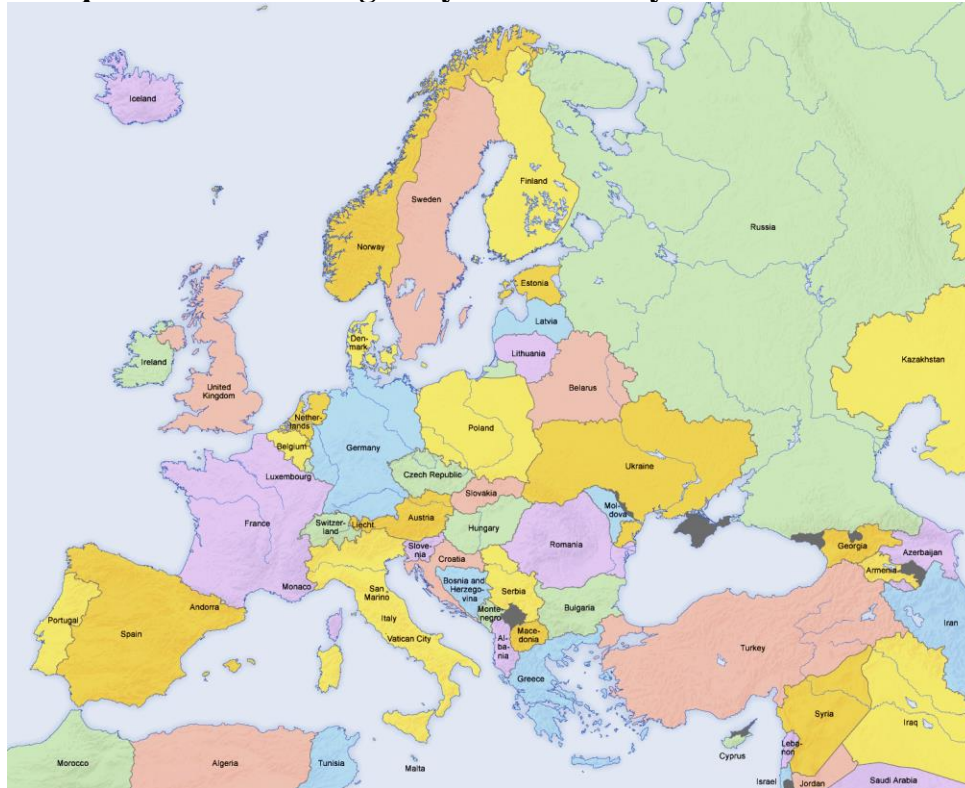 Iceland
Sweden
Finland
Norway
Russia
Estonia
Latvia
Den-
mark
Lithuania
Ireland
Kazakhstan
United
Kingdom
Belarus
Nether-
lands
Poland
Belgium
Germany
Ukraine
Czech Republic
Luxembourg
Slovakia
Mol-
dova
Austria
France
Switzer-
land
Liecht
Hungary
Romania
Slove-
nia
Georgia
Azerbaijan
Croatia
Armenia
Monaco
Bosnia and
Herzego-
vina
San
Marino
Serbia
Andorra
Monte-
negro
Bulgaria
Portugal
Italy
Iran
Spain
Vatican City
Mace-
donia
Al-
ba-
nia
Turkey
Greece
Syria
Iraq
Leba-
non
Cyprus
Morocco
Algeria
Tunisia
Malta
Israel
Jordan
Saudi Arabia